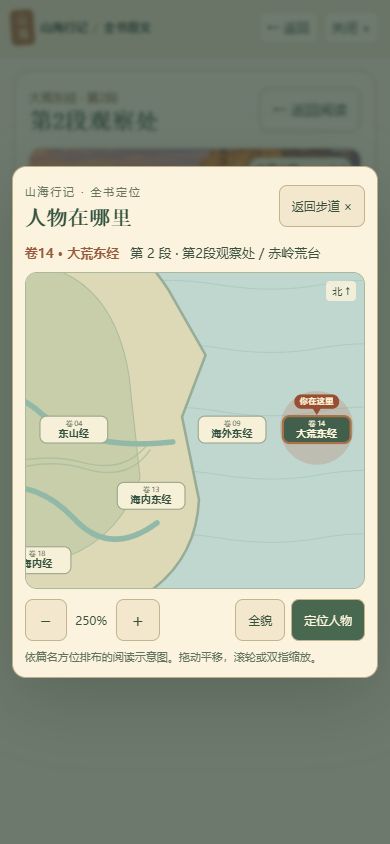 山海行记 / 全书图文
← 返回
关闭 ×
大荒东经 · 第2段
第2段观察处
← 返回阅读
山海行记 · 全书定位
人物在哪里
返回步道 ×
卷14 • 大荒东经 第 2 段 · 第2段观察处 / 赤岭荒台
北 ↑
你在这里
卷 04
东山经
卷 09
海外东经
卷 14
大荒东经
卷 13
海内东经
卷 18
海内经
−
250%
+
全貌
定位人物
依篇名方位排布的阅读示意图。拖动平移，滚轮或双指缩放。